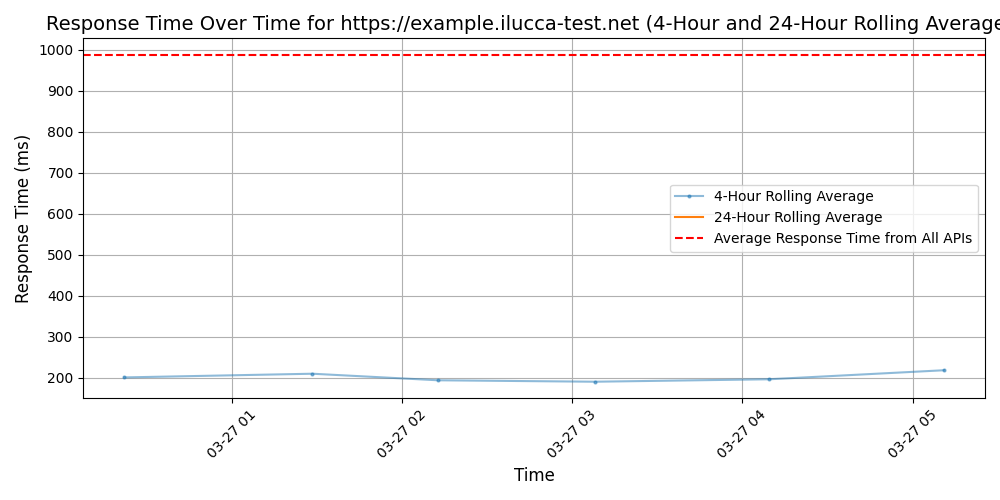 Response Time Over Time for https://example.ilucca-test.net (4-Hour and 24-Hour Rolling Average
1000
900
800
700
600
500
400
300
200
Response Time (ms)
4-Hour Rolling Average
24-Hour Rolling Average
Average Response Time from All APIs
03-27 01
03-27 02
03-27 03
03-27 04
03-27 05
Time